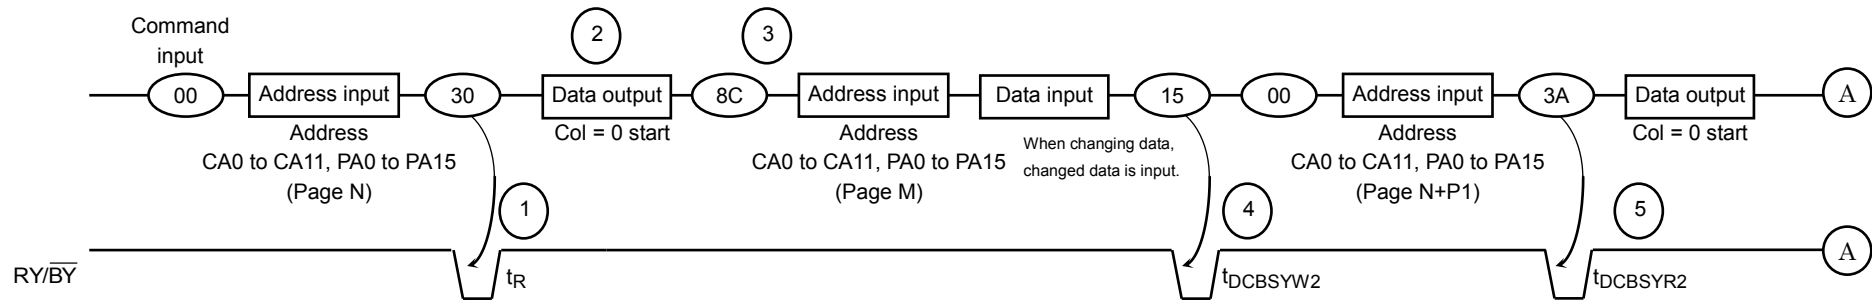 Command
input
2
3
00
Address input
30
Data output
8C
Address input
Data input
15
00
Address input
3A
Data output
A
Address
CA0 to CA11, PA0 to PA15
(Page N)
Col = 0 start
Address
CA0 to CA11, PA0 to PA15
(Page M)
When changing data,
changed data is input.
Address
CA0 to CA11, PA0 to PA15
(Page N+P1)
Col = 0 start
1
4
5
RY/B̅Y̅
tR
tDCBSYW2
tDCBSYR2
A